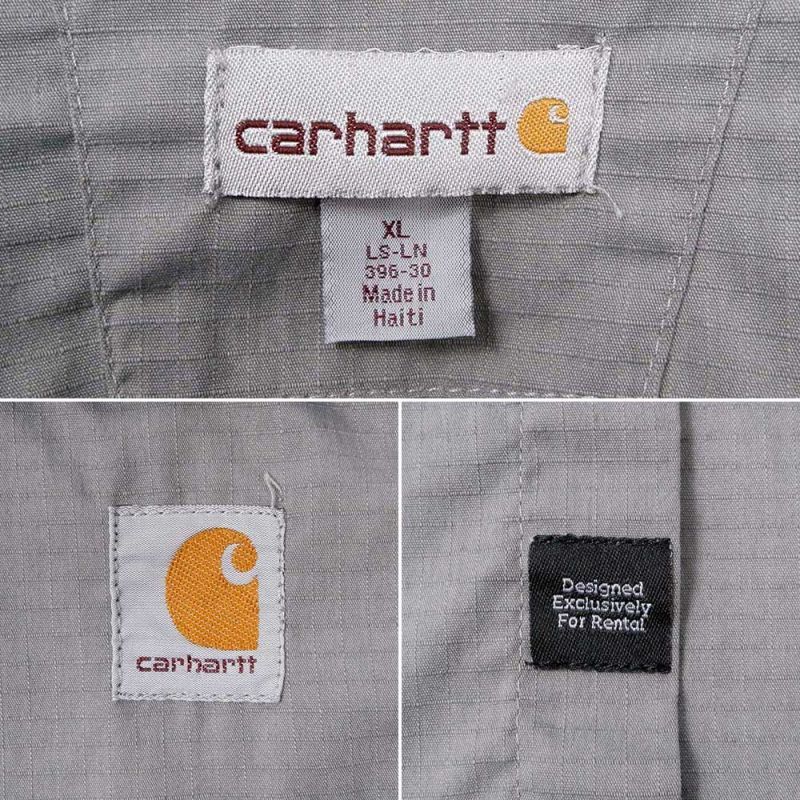 carhartt
XL
LS-LN
396-30
Made in
Haiti
carhartt
Designed
Exclusively
For Rental